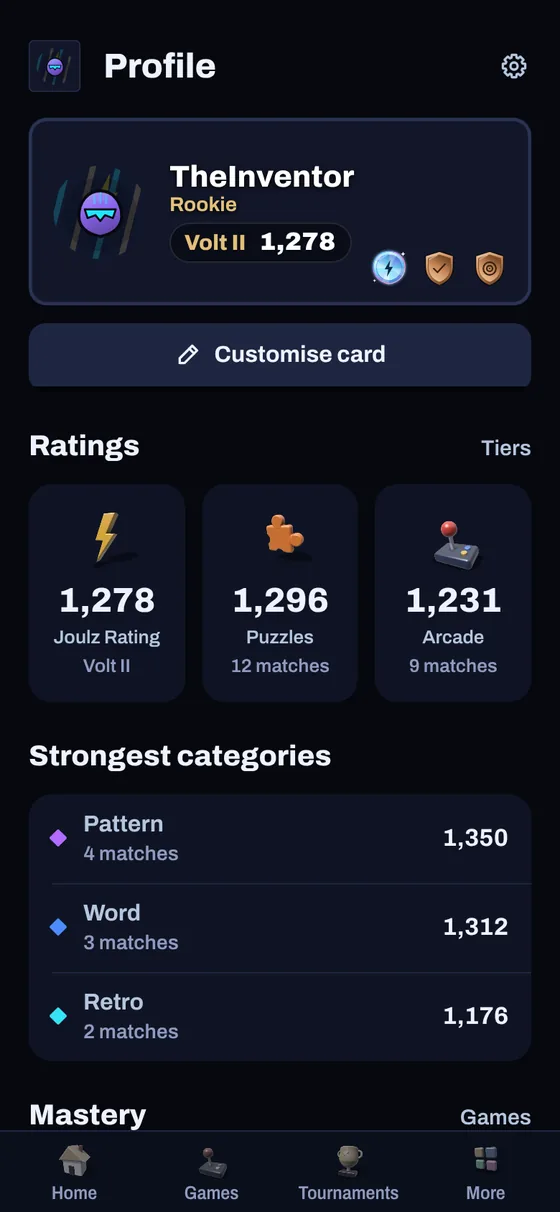 Profile
TheInventor
Rookie
Volt II 1,278
Customise card
Ratings
Tiers
1,278
Joulz Rating
Volt II
1,296
Puzzles
12 matches
1,231
Arcade
9 matches
Strongest categories
Pattern
4 matches
1,350
Word
3 matches
1,312
Retro
2 matches
1,176
Mastery
Games
Home
Games
Tournaments
More